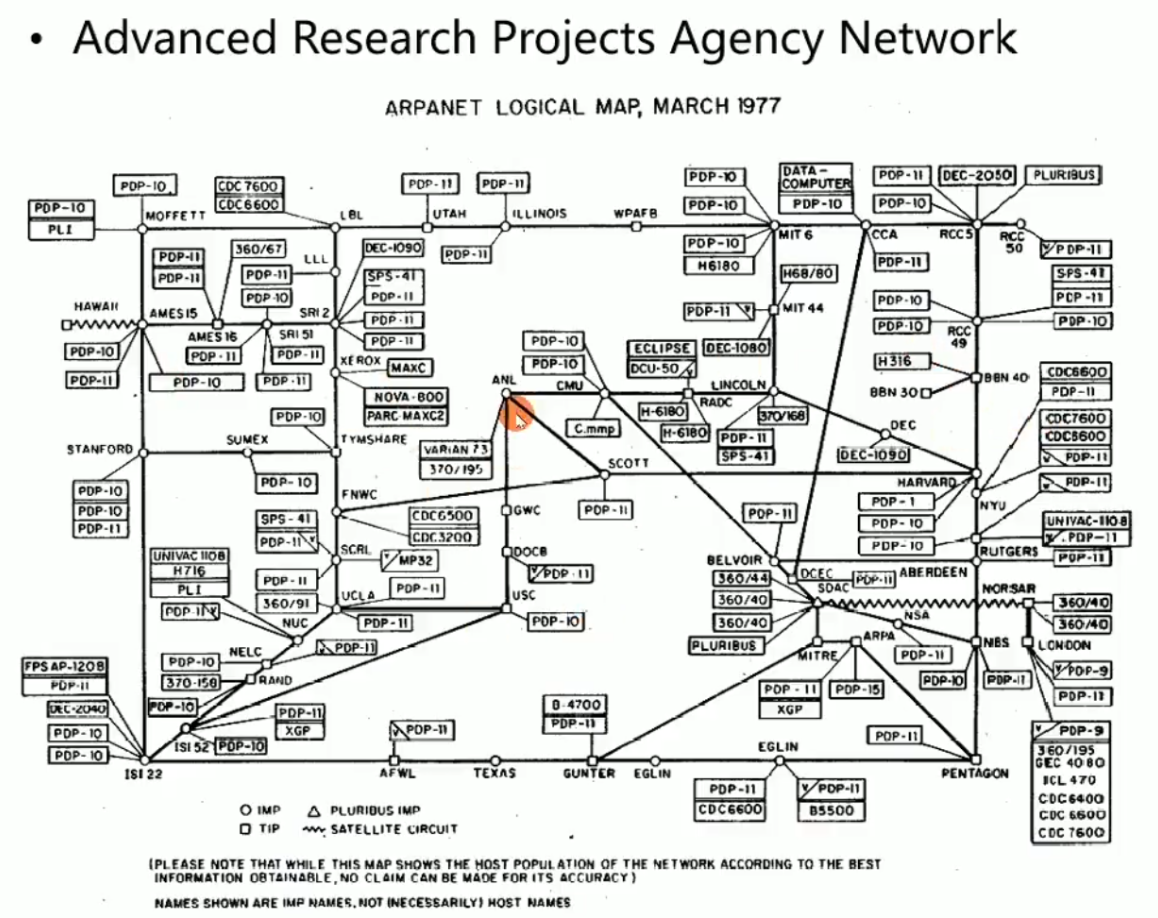 • Advanced Research Projects Agency Network
ARPANET LOGICAL MAP, MARCH 1977
PDP-10
CDC 7600
CDC6600
PDP-11
PDP-11
PDP-10
DATA-
COMPUTER
PDP-10
PDP-11
DEC-2050
PLURIBUS
PDP-10
PLI
MOFFETT
LBL
UTAH
ILLINOIS
WPAFB
PDP-10
PDP-10
MIT 6
CCA
RCC5
RCC
50
PDP-11
PDP-11
PDP-11
360/67
LLL
DEC-1090
PDP-11
PDP-10
H6180
PDP-11
PDP-11
SPS-41
PDP-11
H68/80
SPS-41
PDP-11
PDP-10
HAWAII
AMES15
AMES16
SRI 51
SRI 2
PDP-11
PDP-11
PDP-11
MIT 44
DEC-1080
PDP-10
PDP-10
RCC
49
PDP-10
PDP-10
PDP-11
PDP-10
PDP-11
PDP-11
PDP-11
XEROX
MAXC
NOVA-800
PARC MAXC2
PDP-10
PDP-10
ANL
CMU
C.mmp
ECLIPSE
DCU-50
RADC
H-6180
H-6180
LINCOLN
370/168
PDP-11
SPS-41
H316
BBN 40
BBN 30
CDC6600
PDP-11
CDC7600
CDC6600
PDP-11
PDP-11
STANFORD
SUMEX
PDP-10
TYMSHARE
VARIAN 73
370/195
SCOTT
PDP-11
DEC
DEC-1090
HARVARD
NYU
PDP-10
PDP-10
PDP-11
PDP-10
FNWC
CDC6500
CDC3200
GWC
PDP-11
PDP-1
PDP-10
PDP-10
UNIVAC-1108
PDP-11
RUTGERS
PDP-11
UNIVAC 1108
H716
PLI
PDP-11
SPS-41
PDP-11
SCRL
MP32
DOCB
PDP-11
BELVOIR
DCEC
PDP-11
ABERDEEN
PDP-11
360/91
UCLA
PDP-11
PDP-11
USC
PDP-10
360/44
360/40
360/40
PLURIBUS
SDAC
NORSAR
360/40
360/40
NUC
PDP-11
NELC
PDP-10
370-158
RAND
MITRE
ARPA
NSA
PDP-11
NBS
PDP-10
PDP-11
LONDON
PDP-9
PDP-11
FPS AP-120B
PDP-11
DEC-2040
PDP-10
PDP-10
PDP-10
PDP-11
XGP
ISI 52
PDP-10
PDP-11
B-4700
PDP-11
PDP-11
XGP
PDP-15
PDP-11
PDP-9
360/195
GEC 4080
ICL 470
CDC6400
CDC 6600
CDC 7600
ISI 22
AFWL
TEXAS
GUNTER
EGLIN
EGLIN
PENTAGON
PDP-11
CDC6600
PDP-11
B5500
IMP
PLURIBUS IMP
TIP
SATELLITE CIRCUIT
(PLEASE NOTE THAT WHILE THIS MAP SHOWS THE HOST POPULATION OF THE NETWORK ACCORDING TO THE BEST
INFORMATION OBTAINABLE, NO CLAIM CAN BE MADE FOR ITS ACCURACY)
NAMES SHOWN ARE IMP NAMES, NOT (NECESSARILY) HOST NAMES